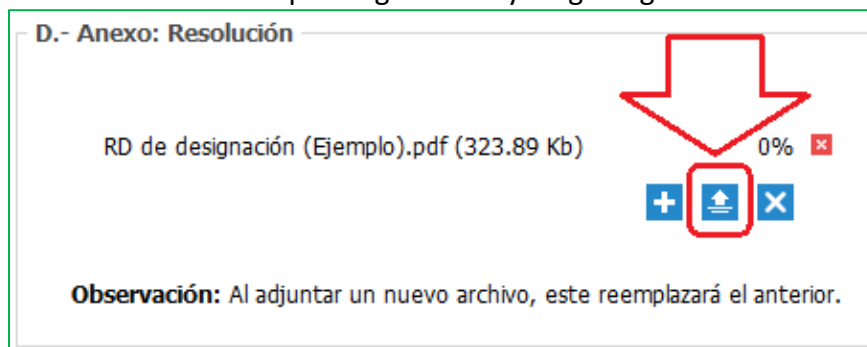 D.- Anexo: Resolución
RD de designación (Ejemplo).pdf (323.89 Kb) 0%
Observación: Al adjuntar un nuevo archivo, este reemplazará el anterior.